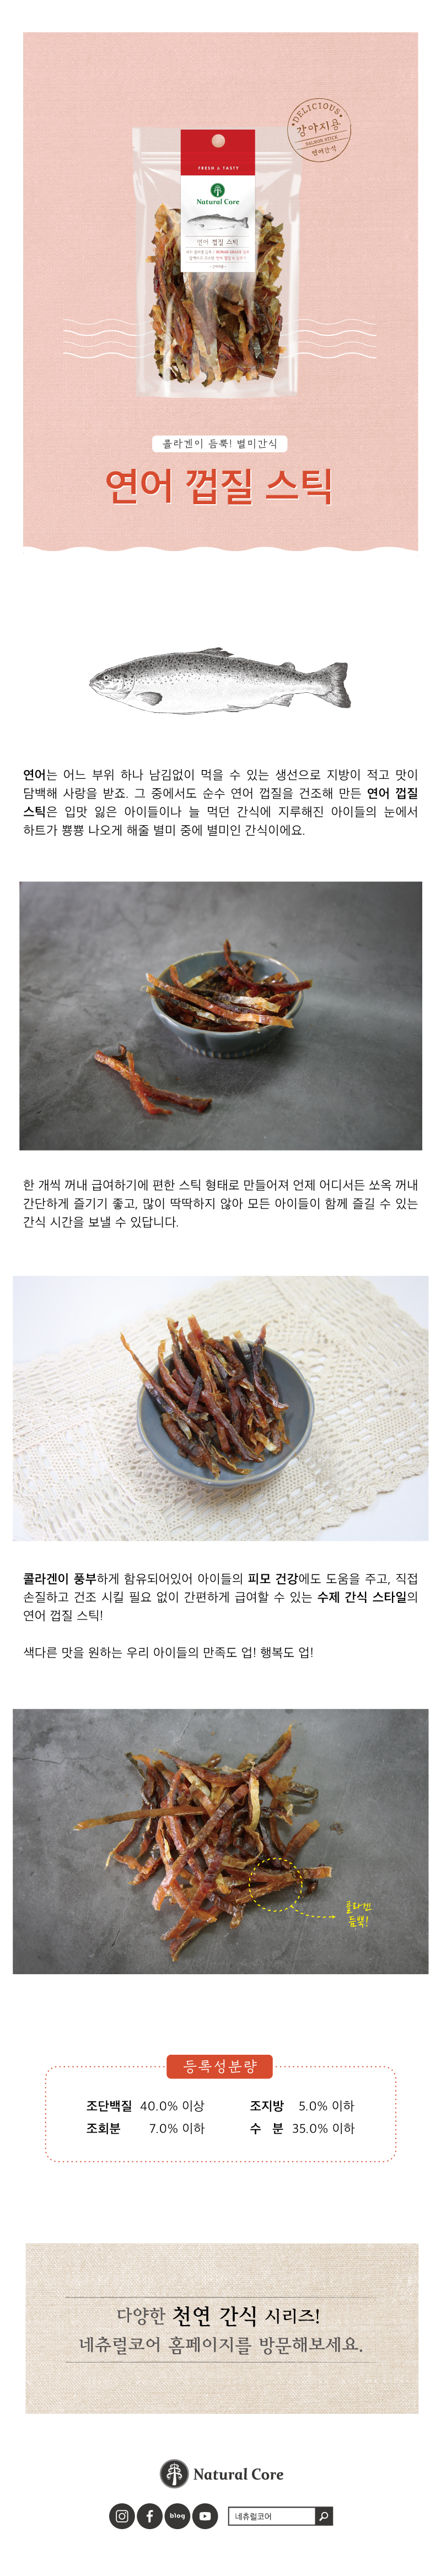 DELICIOUS
강아지용
SALMON STICK
연어간식
FRESH & TASTY
Natural Core
연어 껍질 스틱
콜라겐이 듬뿍! 별미간식
연어 껍질 스틱
연어는 어느 부위 하나 남김없이 먹을 수 있는 생선으로 지방이 적고 맛이
담백해 사랑을 받죠. 그 중에서도 순수 연어 껍질을 건조해 만든 연어 껍질
스틱은 입맛 잃은 아이들이나 늘 먹던 간식에 지루해진 아이들의 눈에서
하트가 뿅뿅 나오게 해줄 별미 중에 별미인 간식이에요.
한 개씩 꺼내 급여하기에 편한 스틱 형태로 만들어져 언제 어디서든 쏘옥 꺼내
간단하게 즐기기 좋고, 많이 딱딱하지 않아 모든 아이들이 함께 즐길 수 있는
간식 시간을 보낼 수 있답니다.
콜라겐이 풍부하게 함유되어있어 아이들의 피모 건강에도 도움을 주고, 직접
손질하고 건조 시킬 필요 없이 간편하게 급여할 수 있는 수제 간식 스타일의
연어 껍질 스틱!
색다른 맛을 원하는 우리 아이들의 만족도 업! 행복도 업!
콜라겐
듬뿍!
등록성분량
조단백질 40.0% 이상 조지방 5.0% 이하
조회분 7.0% 이하 수 분 35.0% 이하
다양한 천연 간식 시리즈!
네츄럴코어 홈페이지를 방문해보세요.
Natural Core
blog
네츄럴코어